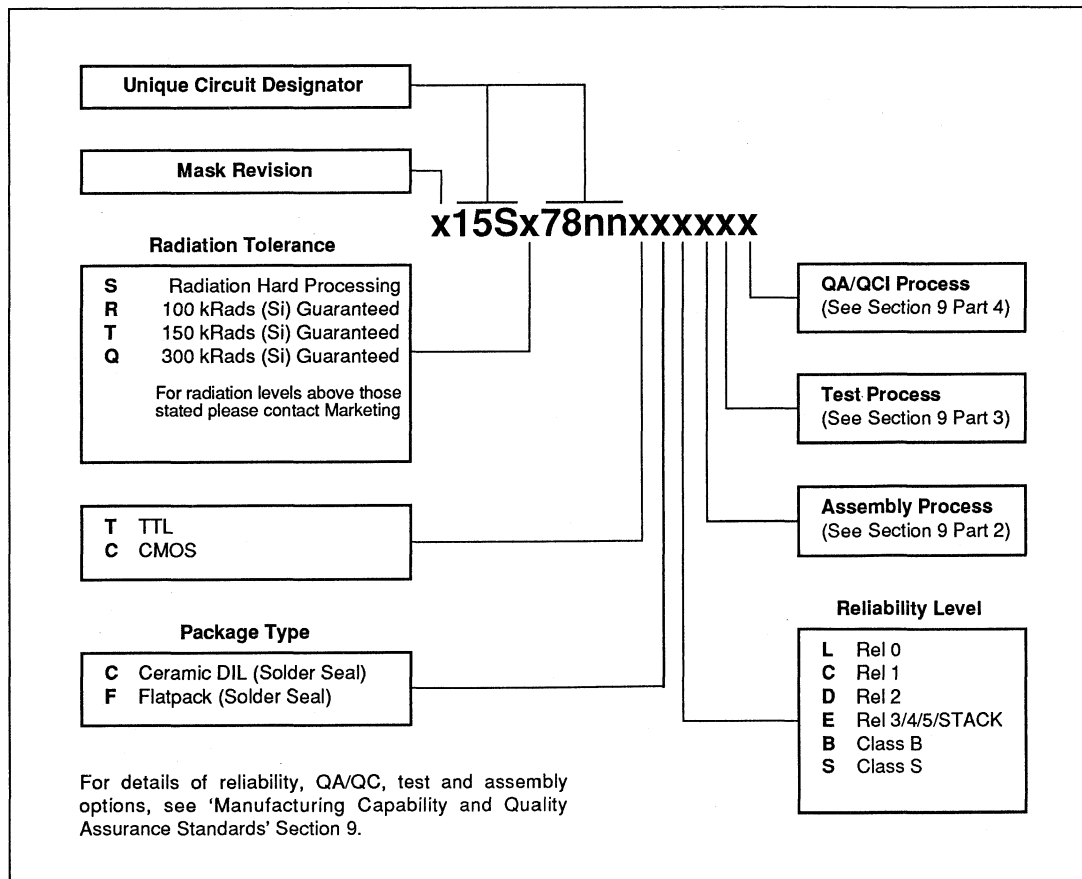 Unique Circuit Designator
Mask Revision
x15Sx78nnxxxxxx
Radiation Tolerance
S Radiation Hard Processing
R 100 kRads (Si) Guaranteed
T 150 kRads (Si) Guaranteed
Q 300 kRads (Si) Guaranteed
For radiation levels above those
stated please contact Marketing
T TTL
C CMOS
Package Type
C Ceramic DIL (Solder Seal)
F Flatpack (Solder Seal)
QA/QCI Process
(See Section 9 Part 4)
Test Process
(See Section 9 Part 3)
Assembly Process
(See Section 9 Part 2)
Reliability Level
L Rel 0
C Rel 1
D Rel 2
E Rel 3/4/5/STACK
B Class B
S Class S
For details of reliability, QA/QC, test and assembly
options, see ‘Manufacturing Capability and Quality
Assurance Standards’ Section 9.